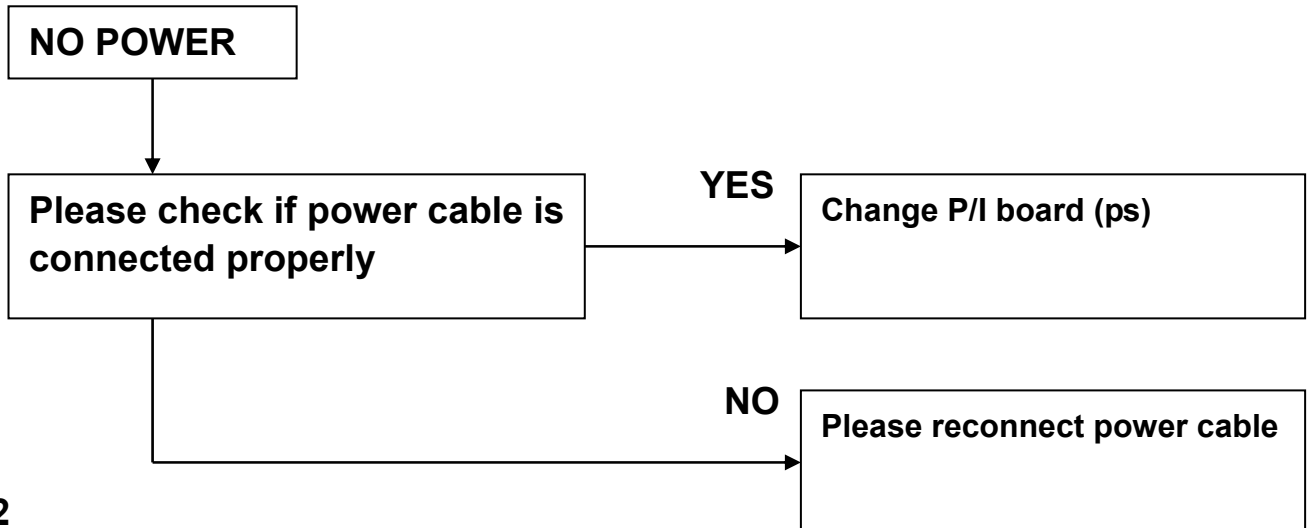 NO POWER
Please check if power cable is
connected properly
YES
Change P/I board (ps)
NO
Please reconnect power cable
2